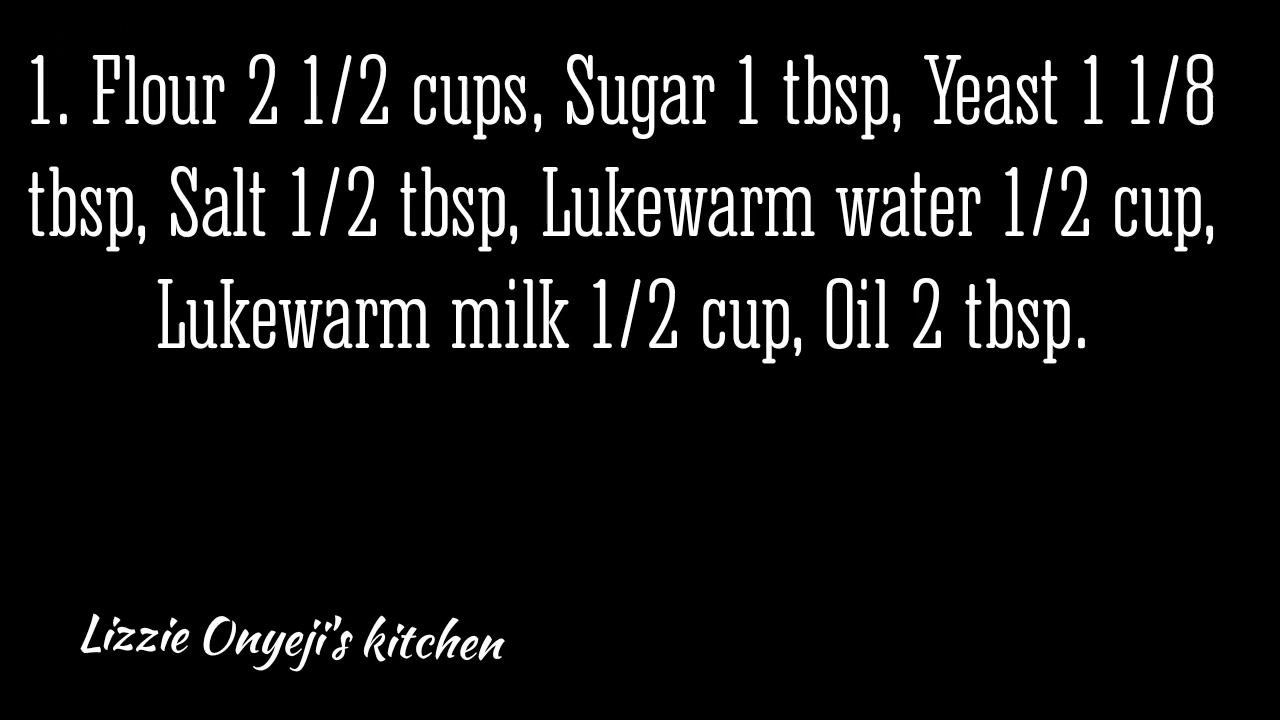 1. Flour 2 1/2 cups, Sugar 1 tbsp, Yeast 1 1/8
tbsp, Salt 1/2 tbsp, Lukewarm water 1/2 cup,
Lukewarm milk 1/2 cup, Oil 2 tbsp.
Lizzie Onyeji's kitchen